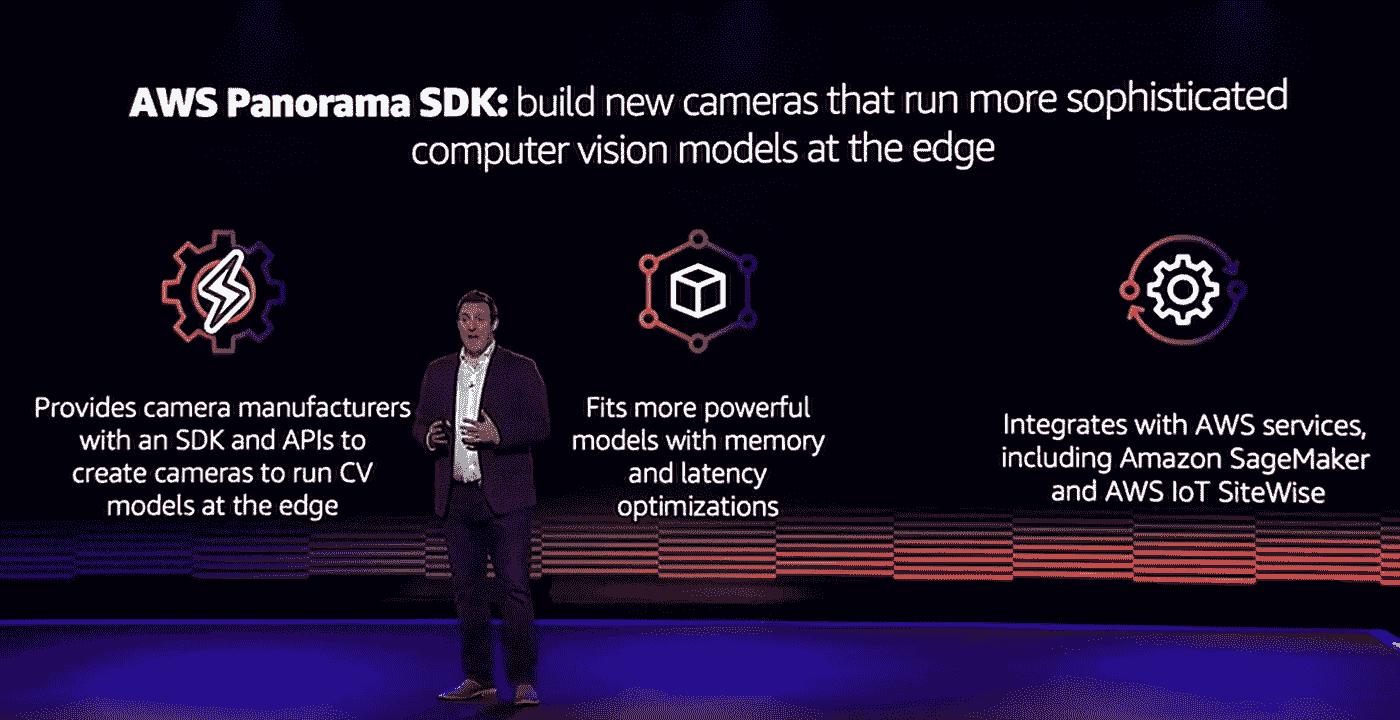 AWS Panorama SDK: build new cameras that run more sophisticated
computer vision models at the edge
Provides camera manufacturers
with an SDK and APIs to
create cameras to run CV
models at the edge
Fits more powerful
models with memory
and latency
optimizations
Integrates with AWS services,
including Amazon SageMaker
and AWS IoT SiteWise